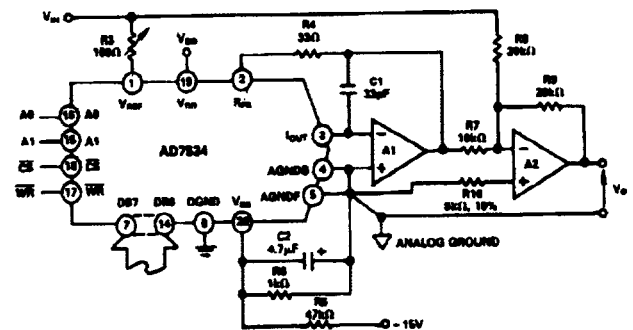 VIN
R3
100Ω
VDD
R4
33Ω
R8
20kΩ
1
19
2
VREF
VDD
RFB
C1
33pF
R9
20kΩ
A0
A0
A1
16
A1
CS
18
CS
WR
17
WR
AD7534
IOUT
3
AGNDS
4
AGNDF
5
A1
R7
10kΩ
A2
R10
5kΩ, 10%
VO
DB7
DB0
DGND
VSS
7
14
6
20
C2
4.7µF
+
ANALOG GROUND
R6
1kΩ
R5
47kΩ
- 15V